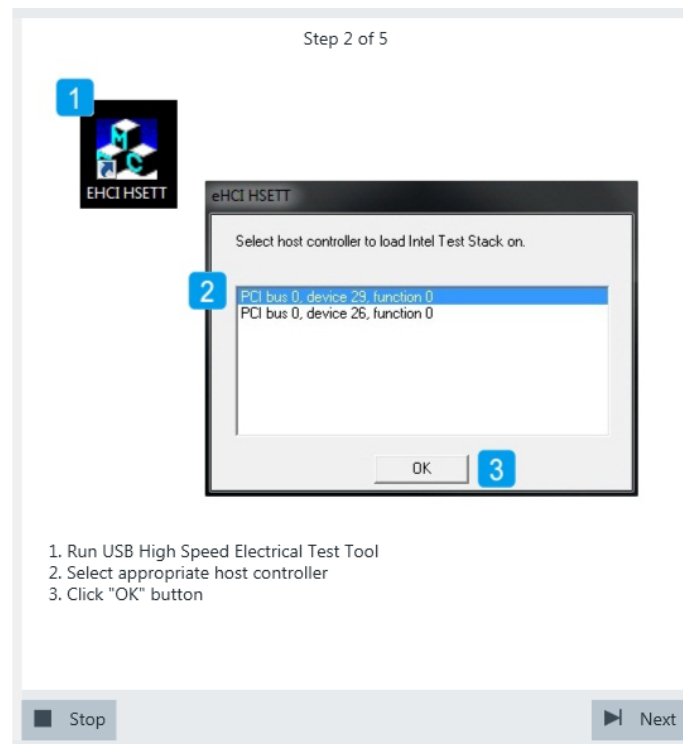 Step 2 of 5
1
M
C
EHCI HSETT
eHCI HSETT
Select host controller to load Intel Test Stack on.
2
PCI bus 0, device 29, function 0
PCI bus 0, device 26, function 0
OK
3
1. Run USB High Speed Electrical Test Tool
2. Select appropriate host controller
3. Click "OK" button
Stop
Next